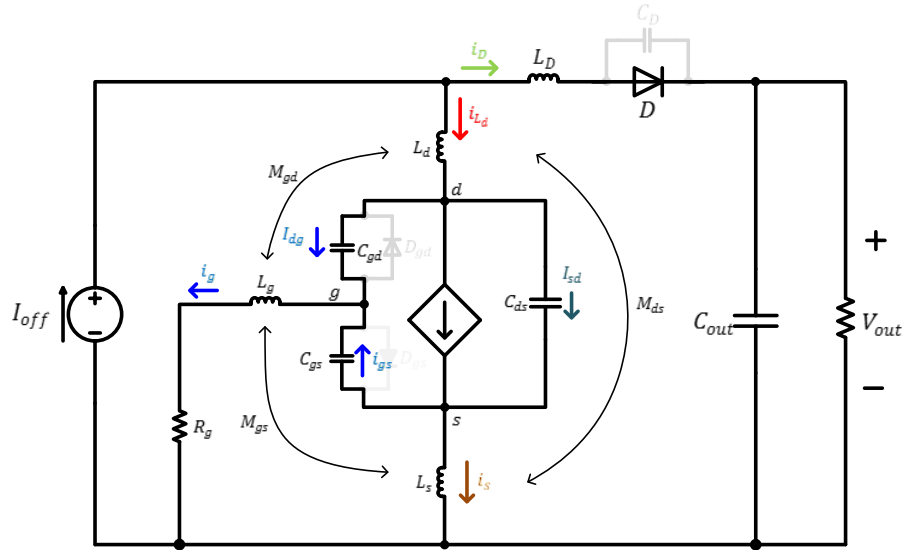 C_D
i_D
L_D
D
i_{L_d}
L_d
M_{gd}
d
I_{dg}
C_{gd}
D_{gd}
i_g
L_g
g
I_{sd}
C_{ds}
M_{ds}
+
I_{off}
+
−
C_{gs}
i_{gs}
D_{gs}
C_{out}
V_{out}
−
M_{gs}
R_g
s
L_s
i_s